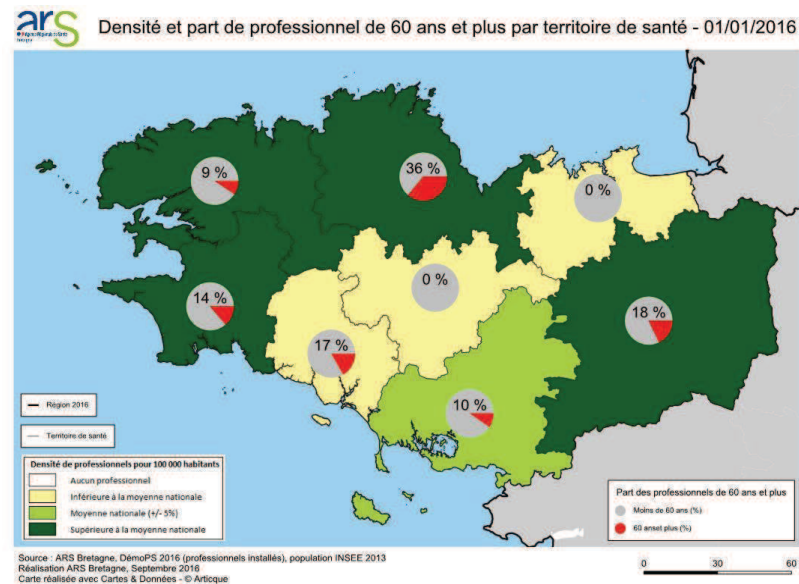 ars
Densité et part de professionnel de 60 ans et plus par territoire de santé - 01/01/2016
9 %
36 %
0 %
0 %
14 %
18 %
17 %
10 %
Région 2016
Territoire de santé
Densité de professionnels pour 100 000 habitants
Aucun professionnel
Inférieure à la moyenne nationale
Moyenne nationale (+/- 5%)
Supérieure à la moyenne nationale
Part des professionnels de 60 ans et plus
Moins de 60 ans (%)
60 anset plus (%)
0 30 60
Source : ARS Bretagne, DémoPS 2016 (professionnels installés), population INSEE 2013
Réalisation ARS Bretagne, Septembre 2016
Carte réalisée avec Cartes & Données - © Articque